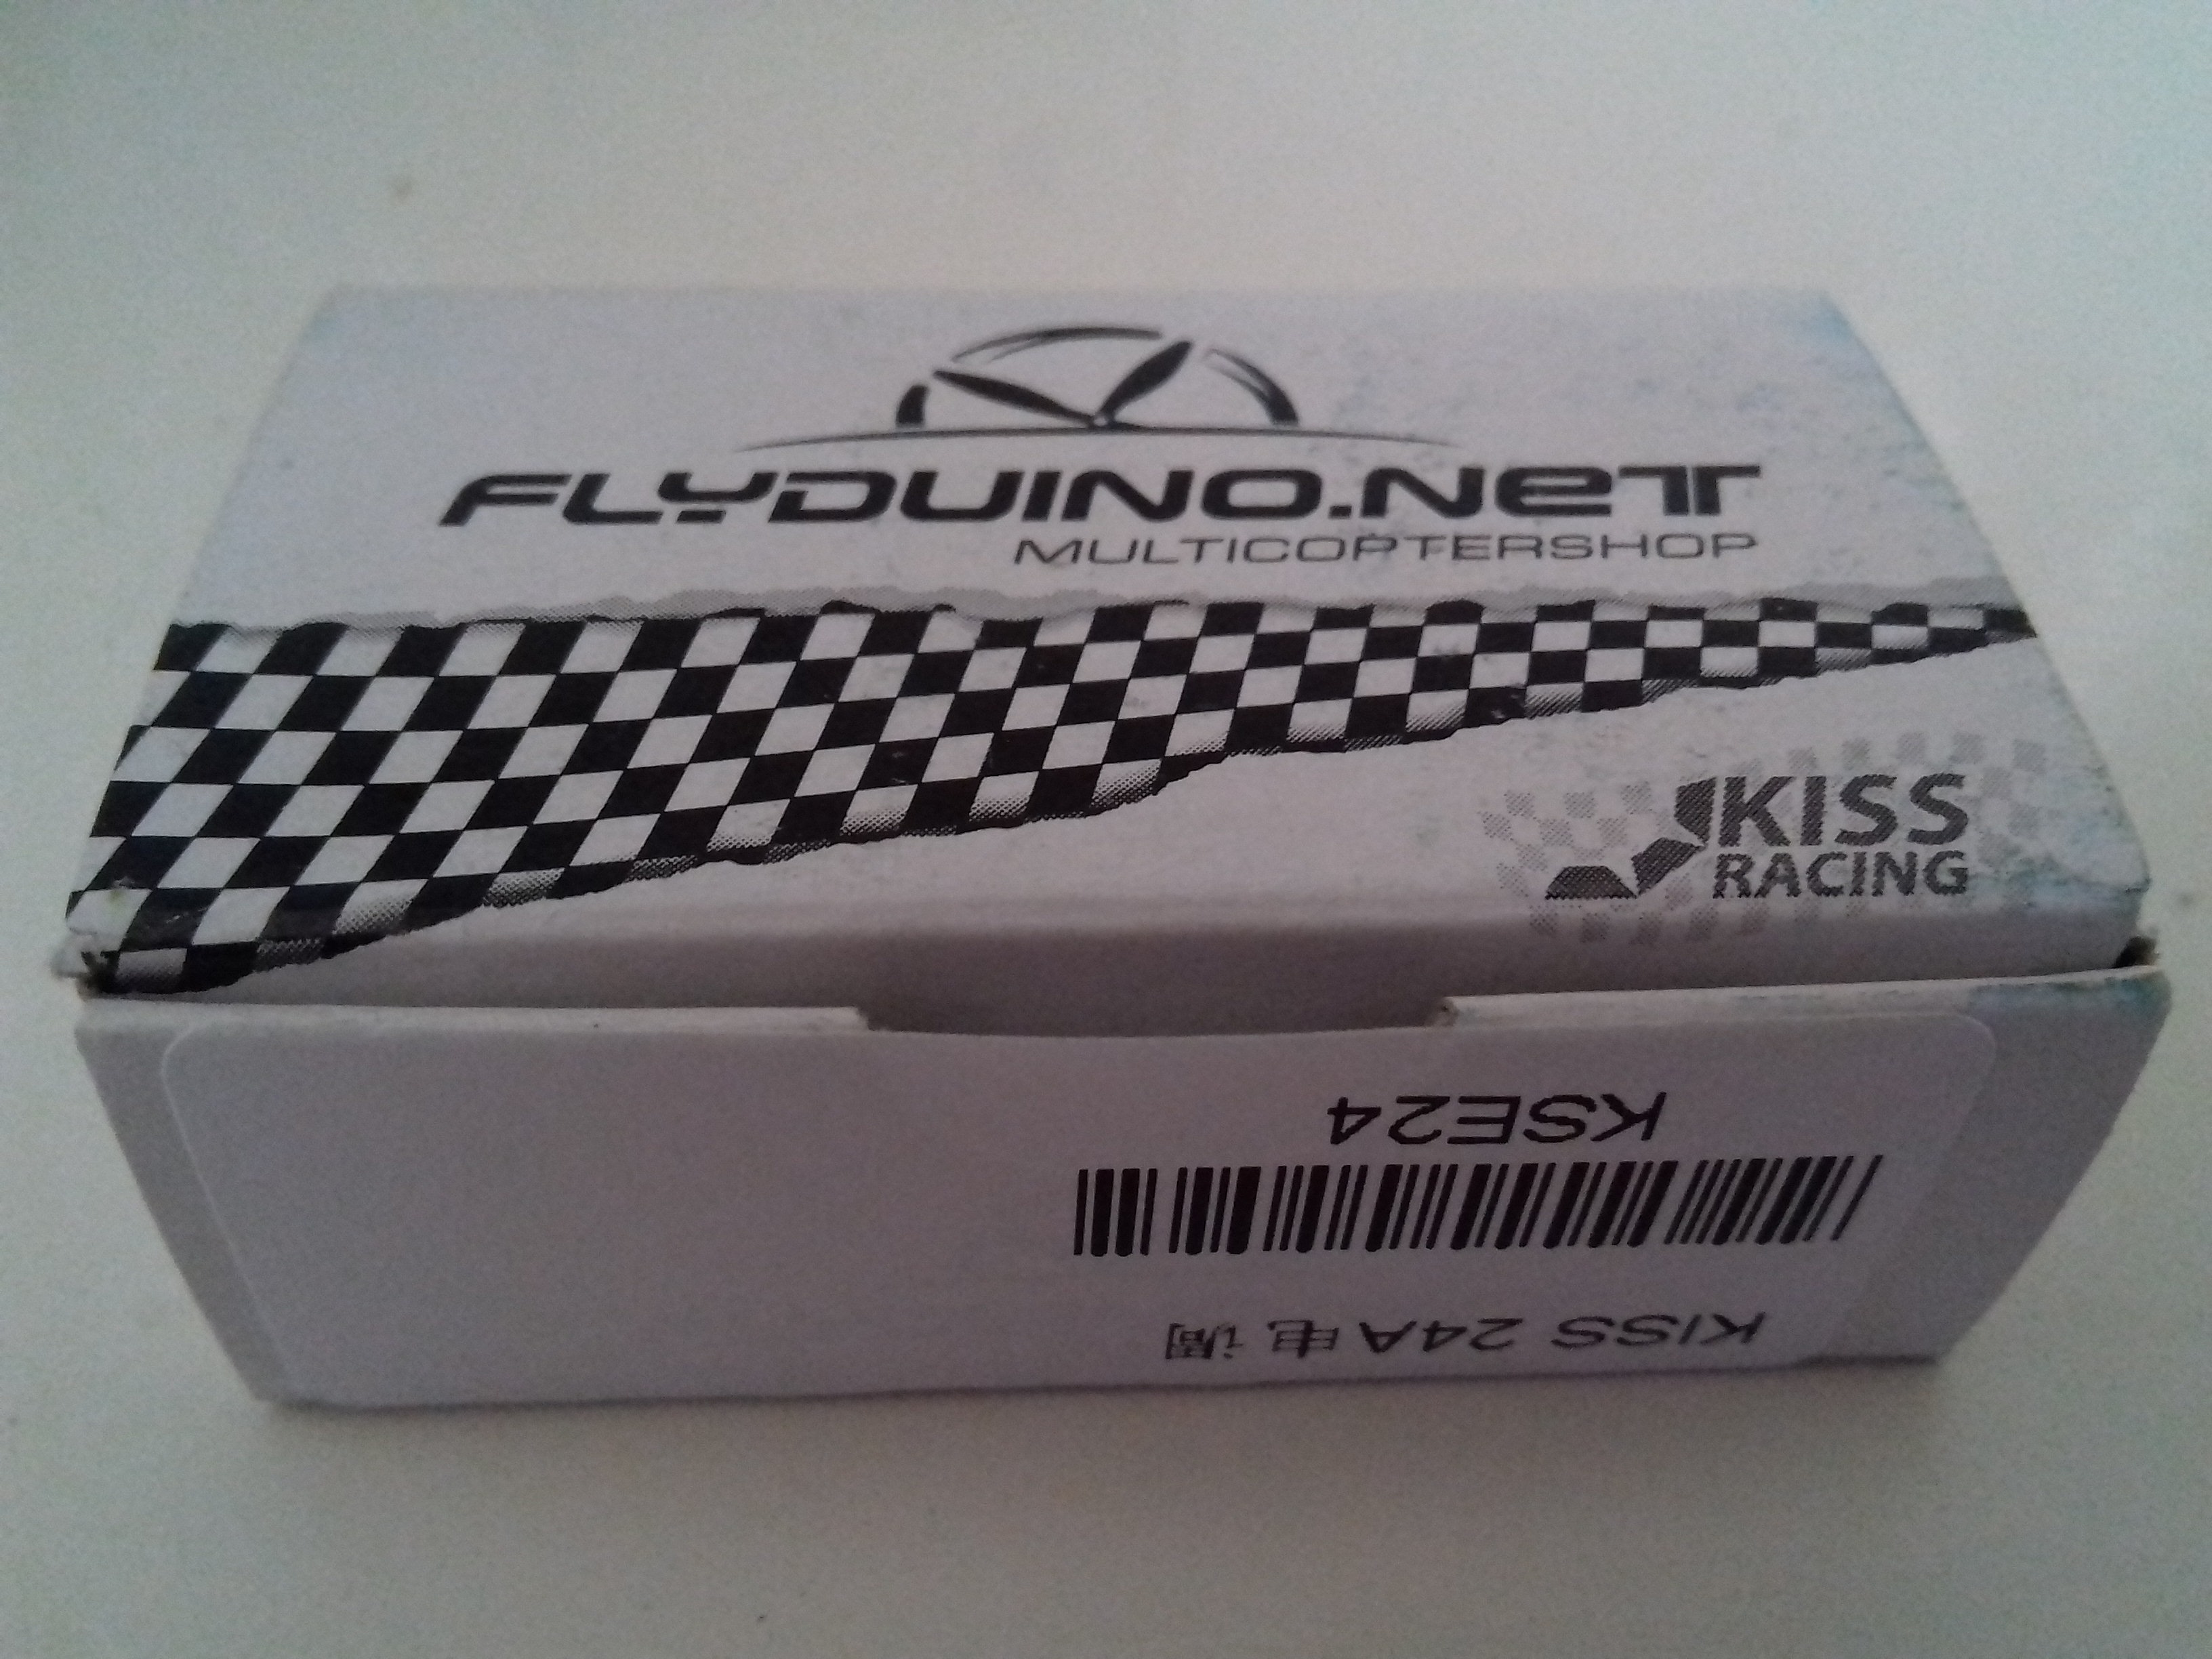 FLYDUINO.NET
MULTICOPTERSHOP
KISS
RACING
KSE24
KISS 24A电调